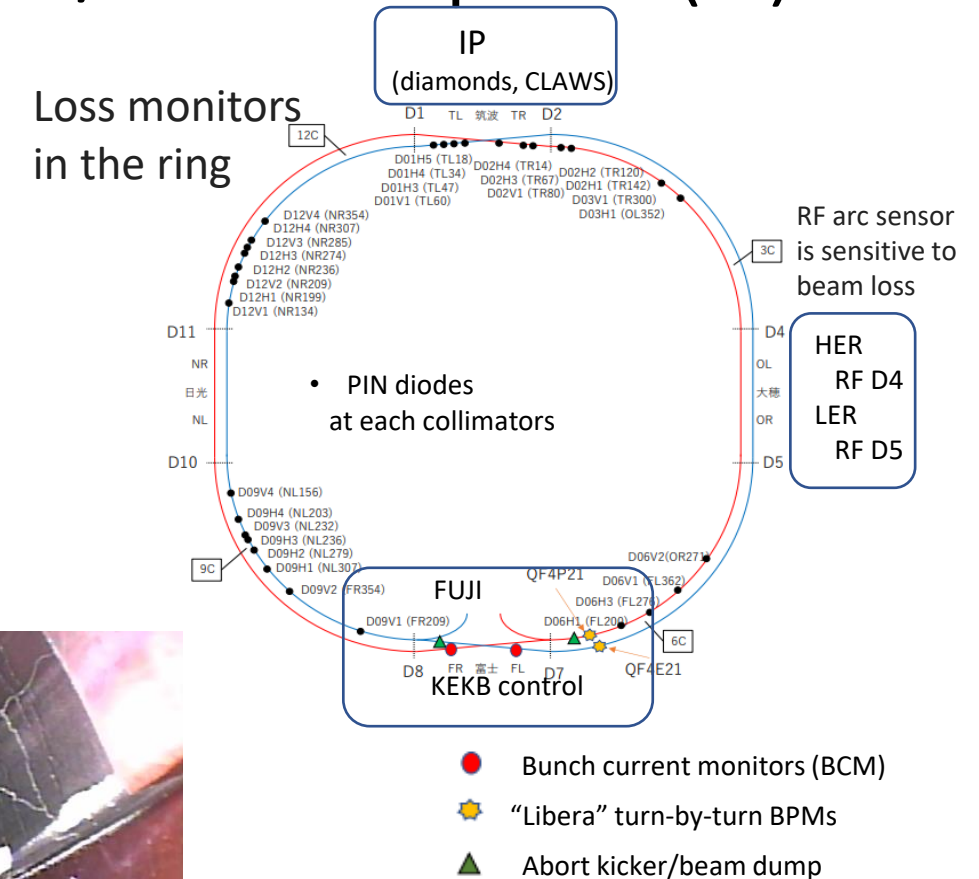 IP
(diamonds, CLAWS)
Loss monitors
in the ring
D1 TL 筑波 TR D2
12C
D01H5 (TL18)
D01H4 (TL34)
D01H3 (TL47)
D01V1 (TL60)
D02H4 (TR14)
D02H3 (TR67)
D02V1 (TR80)
D02H2 (TR120)
D02H1 (TR142)
D03V1 (TR300)
D03H1 (OL352)
D12V4 (NR354)
D12H4 (NR307)
D12V3 (NR285)
D12H3 (NR274)
D12H2 (NR236)
D12V2 (NR209)
D12H1 (NR199)
D12V1 (NR134)
3C
RF arc sensor
is sensitive to
beam loss
D11
NR
日光
NL
D10
D4
OL
大穂
OR
D5
HER
RF D4
LER
RF D5
• PIN diodes
at each collimators
D09V4 (NL156)
D09H4 (NL203)
D09V3 (NL232)
D09H3 (NL236)
D09H2 (NL279)
D09H1 (NL307)
9C
D09V2 (FR354)
D09V1 (FR209)
FUJI
QF4P21
D06V2(OR271)
D06V1 (FL362)
D06H3 (FL276)
D06H1 (FL200)
6C
D8 FR 富士 FL D7
QF4E21
KEKB control
Bunch current monitors (BCM)
“Libera” turn-by-turn BPMs
Abort kicker/beam dump